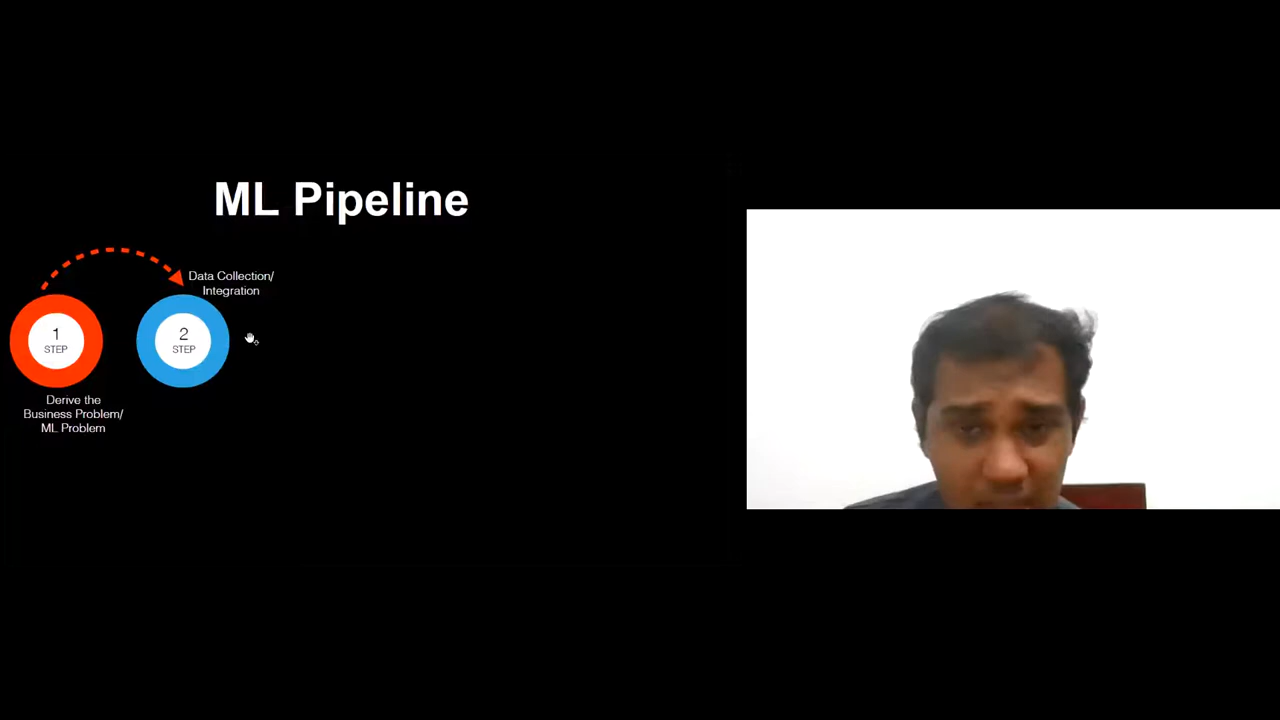 ML Pipeline
Data Collection/
Integration
1
STEP
2
STEP
Derive the
Business Problem/
ML Problem